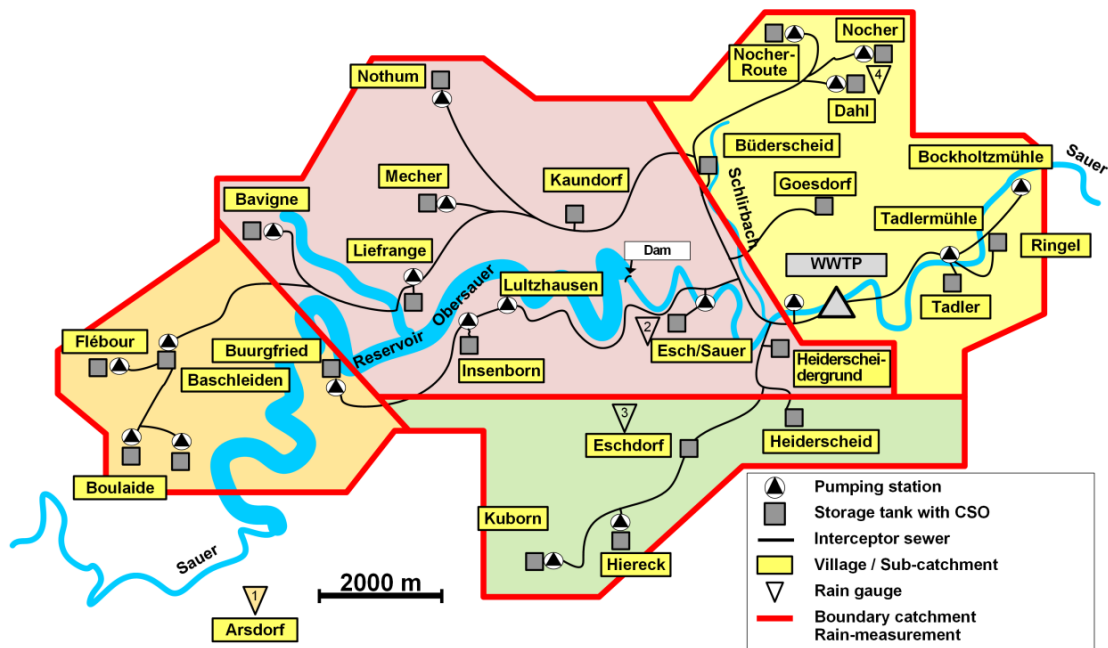 Nocher
Nocher-
Route
4
Nothum
Dahl
Büderscheid
Bockholtzmühle
Sauer
Mecher
Kaundorf
Schlirbach
Goesdorf
Bavigne
Tadlermühle
Liefrange
Dam
WWTP
Ringel
Lultzhausen
Obersauer
Reservoir
Tadler
Flébour
Buurgfried
2
Esch/Sauer
Heiderschei-
dergrund
Baschleiden
Insenborn
3
Eschdorf
Heiderscheid
Boulaide
Kuborn
Hiereck
Sauer
2000 m
1
Arsdorf
Pumping station
Storage tank with CSO
Interceptor sewer
Village / Sub-catchment
Rain gauge
Boundary catchment
Rain-measurement